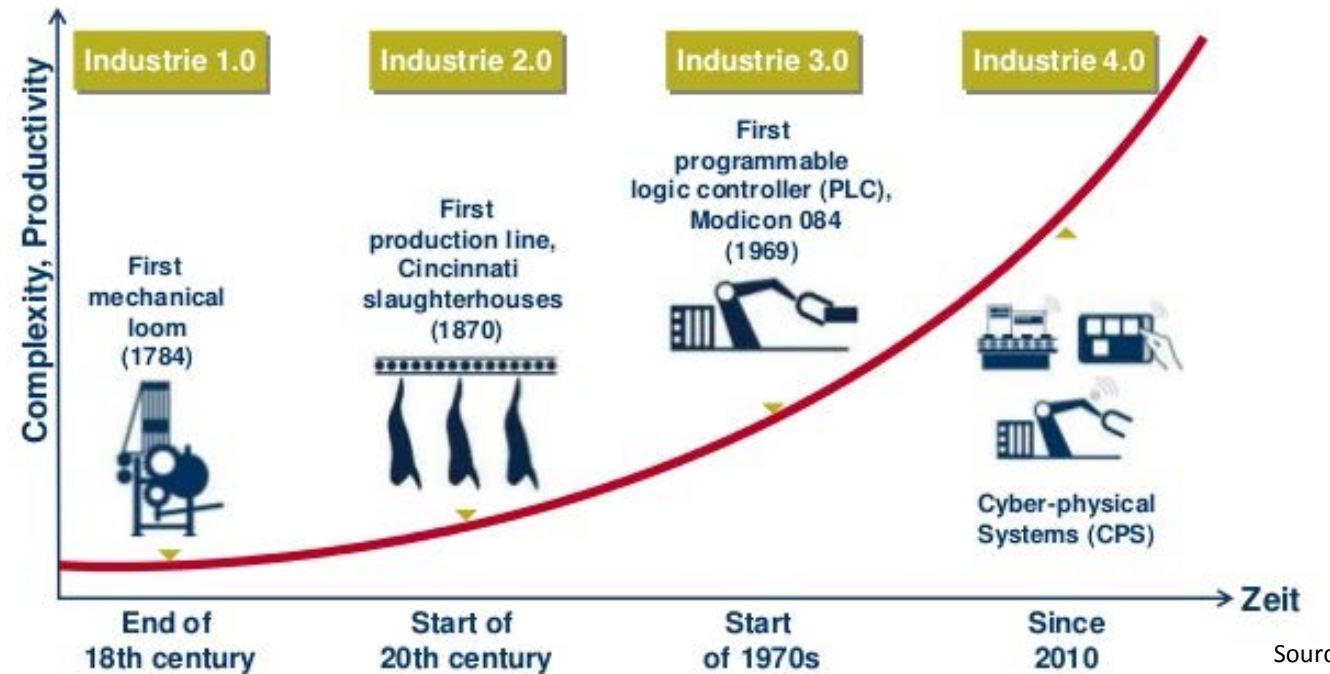 Complexity, Productivity
Industrie 1.0
Industrie 2.0
Industrie 3.0
Industrie 4.0
First
mechanical
loom
(1784)
First
production line,
Cincinnati
slaughterhouses
(1870)
First
programmable
logic controller (PLC),
Modicon 084
(1969)
Cyber-physical
Systems (CPS)
End of
18th century
Start of
20th century
Start
of 1970s
Since
2010
Zeit
Sourc